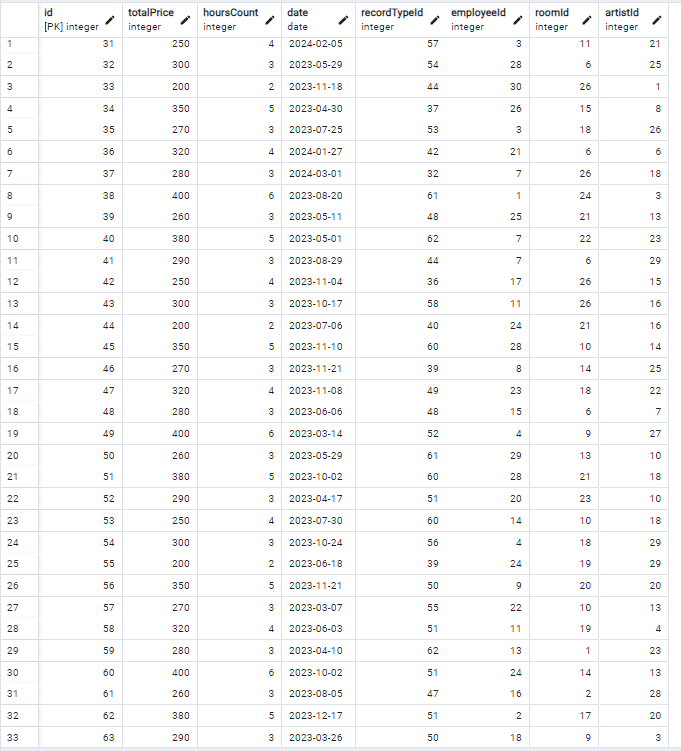 id totalPrice hoursCount date recordTypeId employeeId roomId artistId
[PK] integer integer integer date integer integer integer integer
1 31 250 4 2024-02-05 57 3 11 21
2 32 300 3 2023-05-29 54 28 6 25
3 33 200 2 2023-11-18 44 30 26 1
4 34 350 5 2023-04-30 37 26 15 8
5 35 270 3 2023-07-25 53 3 18 26
6 36 320 4 2024-01-27 42 21 6 6
7 37 280 3 2024-03-01 32 7 26 18
8 38 400 6 2023-08-20 61 1 24 3
9 39 260 3 2023-05-11 48 25 21 13
10 40 380 5 2023-05-01 62 7 22 23
11 41 290 3 2023-08-29 44 7 6 29
12 42 250 4 2023-11-04 36 17 26 15
13 43 300 3 2023-10-17 58 11 26 16
14 44 200 2 2023-07-06 40 24 21 16
15 45 350 5 2023-11-10 60 28 10 14
16 46 270 3 2023-11-21 39 8 14 25
17 47 320 4 2023-11-08 49 23 18 22
18 48 280 3 2023-06-06 48 15 6 7
19 49 400 6 2023-03-14 52 4 9 27
20 50 260 3 2023-05-29 61 29 13 10
21 51 380 5 2023-10-02 60 28 21 18
22 52 290 3 2023-04-17 51 20 23 10
23 53 250 4 2023-07-30 60 14 10 18
24 54 300 3 2023-10-24 56 4 18 29
25 55 200 2 2023-06-18 39 24 19 29
26 56 350 5 2023-11-21 50 9 20 20
27 57 270 3 2023-03-07 55 22 10 13
28 58 320 4 2023-06-03 51 11 19 4
29 59 280 3 2023-04-10 62 13 1 23
30 60 400 6 2023-10-02 51 24 14 13
31 61 260 3 2023-08-05 47 16 2 28
32 62 380 5 2023-12-17 51 2 17 20
33 63 290 3 2023-03-26 50 18 9 3